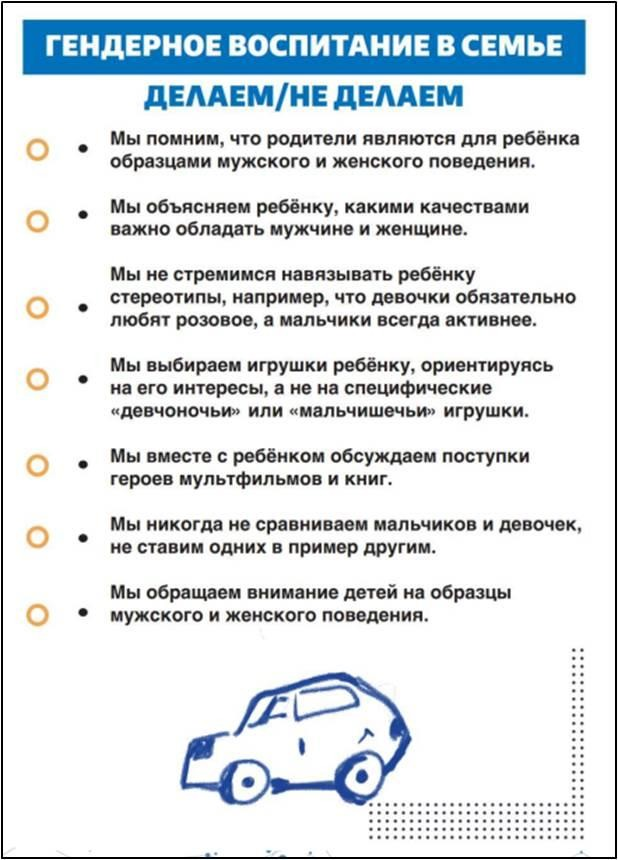 ГЕНДЕРНОЕ ВОСПИТАНИЕ В СЕМЬЕ
ДЕЛАЕМ/НЕ ДЕЛАЕМ
• Мы помним, что родители являются для ребёнка
образцами мужского и женского поведения.
• Мы объясняем ребёнку, какими качествами
важно обладать мужчине и женщине.
Мы не стремимся навязывать ребёнку
• стереотипы, например, что девочки обязательно
любят розовое, а мальчики всегда активнее.
Мы выбираем игрушки ребёнку, ориентируясь
• на его интересы, а не на специфические
«девчоночьи» или «мальчишечьи» игрушки.
• Мы вместе с ребёнком обсуждаем поступки
героев мультфильмов и книг.
• Мы никогда не сравниваем мальчиков и девочек,
не ставим одних в пример другим.
• Мы обращаем внимание детей на образцы
мужского и женского поведения.